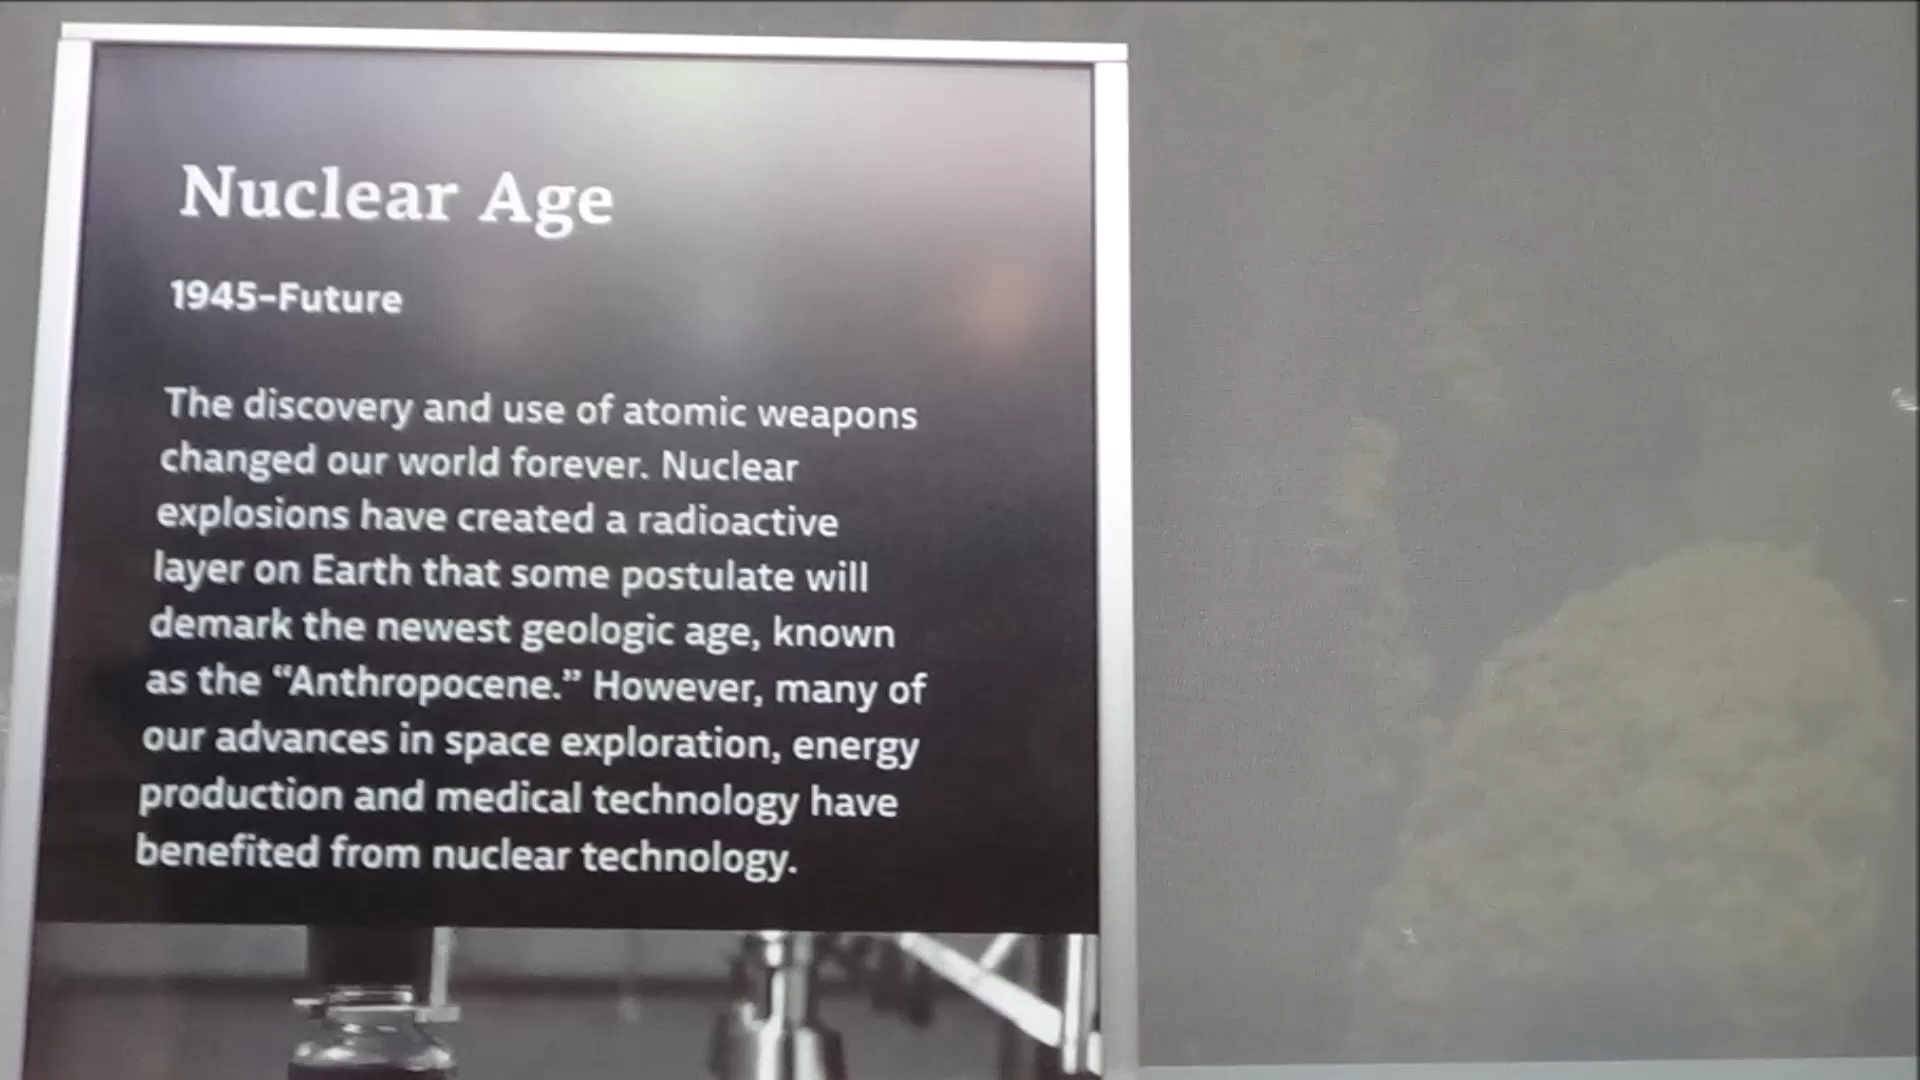 Nuclear Age
1945–Future
The discovery and use of atomic weapons
changed our world forever. Nuclear
explosions have created a radioactive
layer on Earth that some postulate will
demark the newest geologic age, known
as the “Anthropocene.” However, many of
our advances in space exploration, energy
production and medical technology have
benefited from nuclear technology.